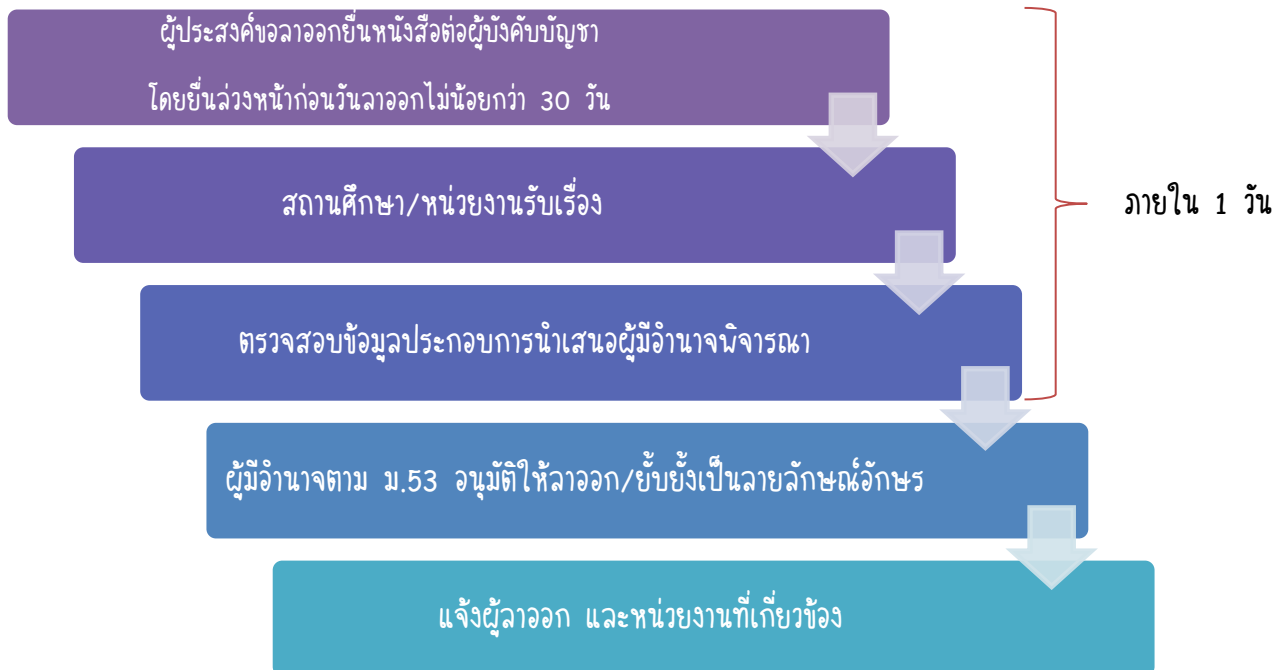 ผู้ประสงค์ขอลาออกยื่นหนังสือต่อผู้บังคับบัญชา
โดยยื่นล่วงหน้าก่อนวันลาออกไม่น้อยกว่า 30 วัน
สถานศึกษา/หน่วยงานรับเรื่อง
ภายใน 1 วัน
ตรวจสอบข้อมูลประกอบการนำเสนอผู้มีอำนาจพิจารณา
ผู้มีอำนาจตาม ม.53 อนุมัติให้ลาออก/ยับยั้งเป็นลายลักษณ์อักษร
แจ้งผู้ลาออก และหน่วยงานที่เกี่ยวข้อง